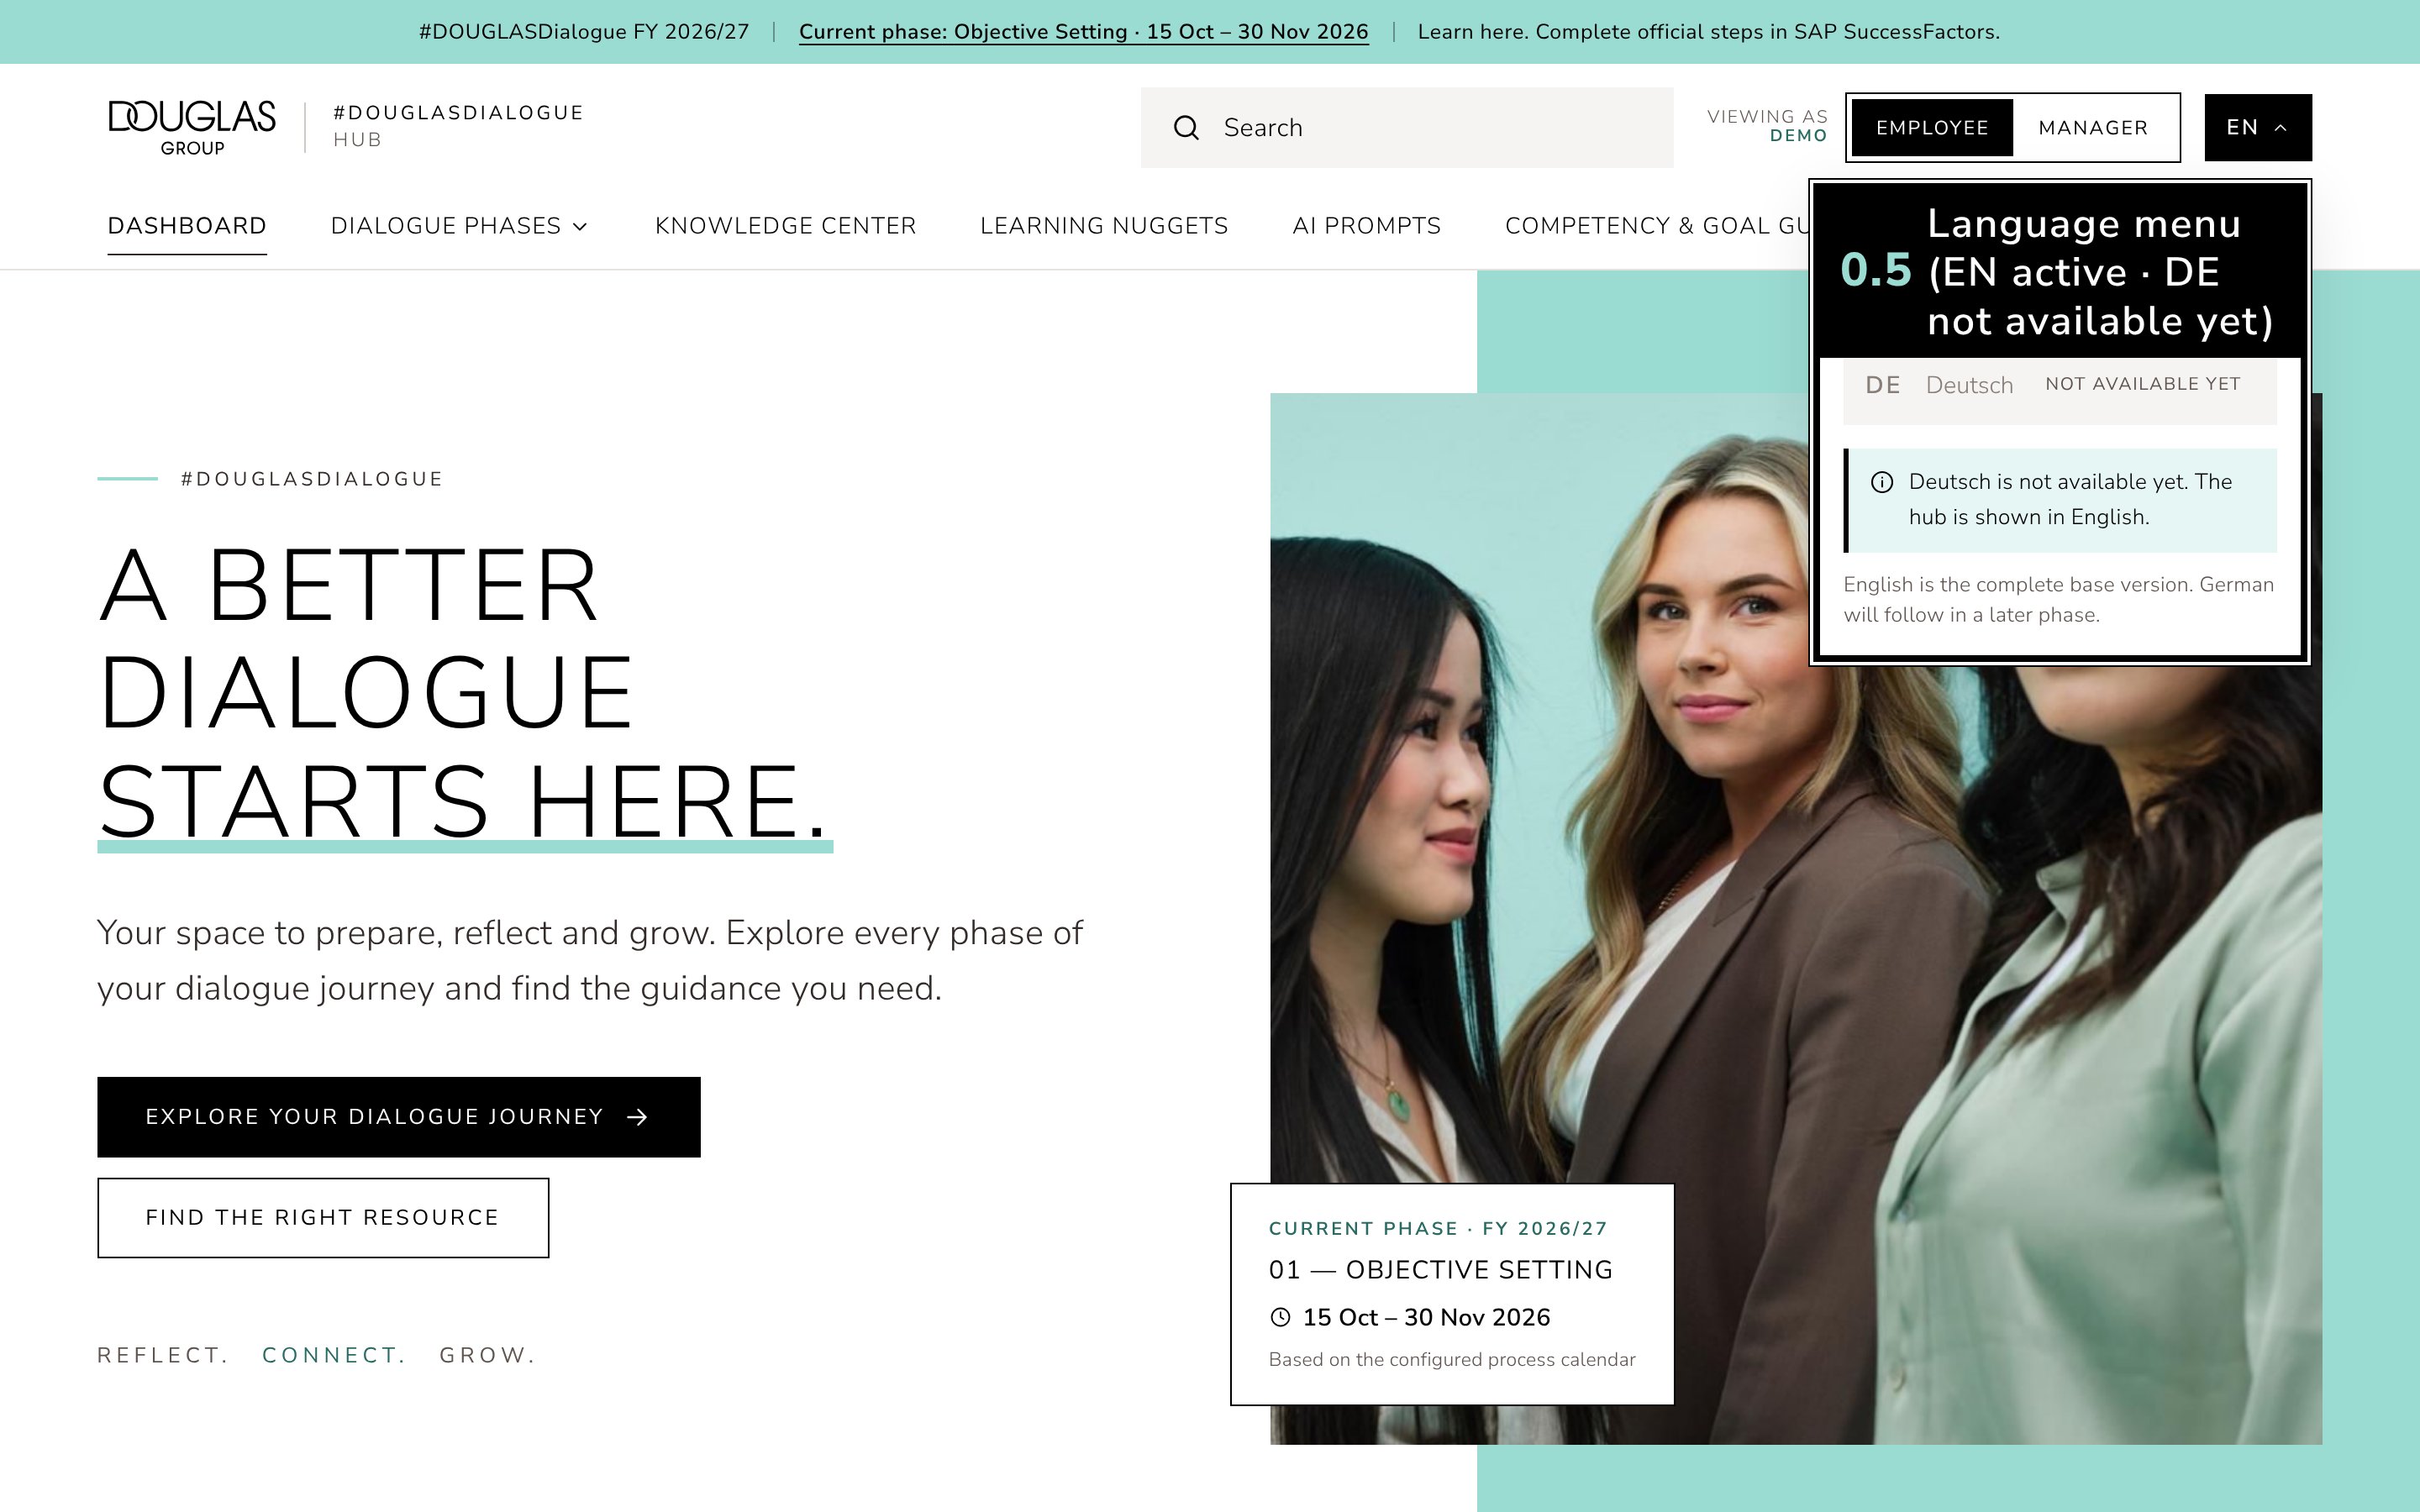 #DOUGLASDialogue FY 2026/27
Current phase: Objective Setting · 15 Oct – 30 Nov 2026
Learn here. Complete official steps in SAP SuccessFactors.
DOUGLAS
GROUP
#DOUGLASDIALOGUE
HUB
Search
VIEWING AS
DEMO
EMPLOYEE
MANAGER
EN
DASHBOARD
DIALOGUE PHASES
KNOWLEDGE CENTER
LEARNING NUGGETS
AI PROMPTS
COMPETENCY & GOAL GU
0.5
Language menu
(EN active · DE
not available yet)
DE Deutsch NOT AVAILABLE YET
Deutsch is not available yet. The
hub is shown in English.
English is the complete base version. German
will follow in a later phase.
#DOUGLASDIALOGUE
A BETTER
DIALOGUE
STARTS HERE.
Your space to prepare, reflect and grow. Explore every phase of
your dialogue journey and find the guidance you need.
EXPLORE YOUR DIALOGUE JOURNEY
FIND THE RIGHT RESOURCE
REFLECT. CONNECT. GROW.
CURRENT PHASE · FY 2026/27
01 — OBJECTIVE SETTING
15 Oct – 30 Nov 2026
Based on the configured process calendar